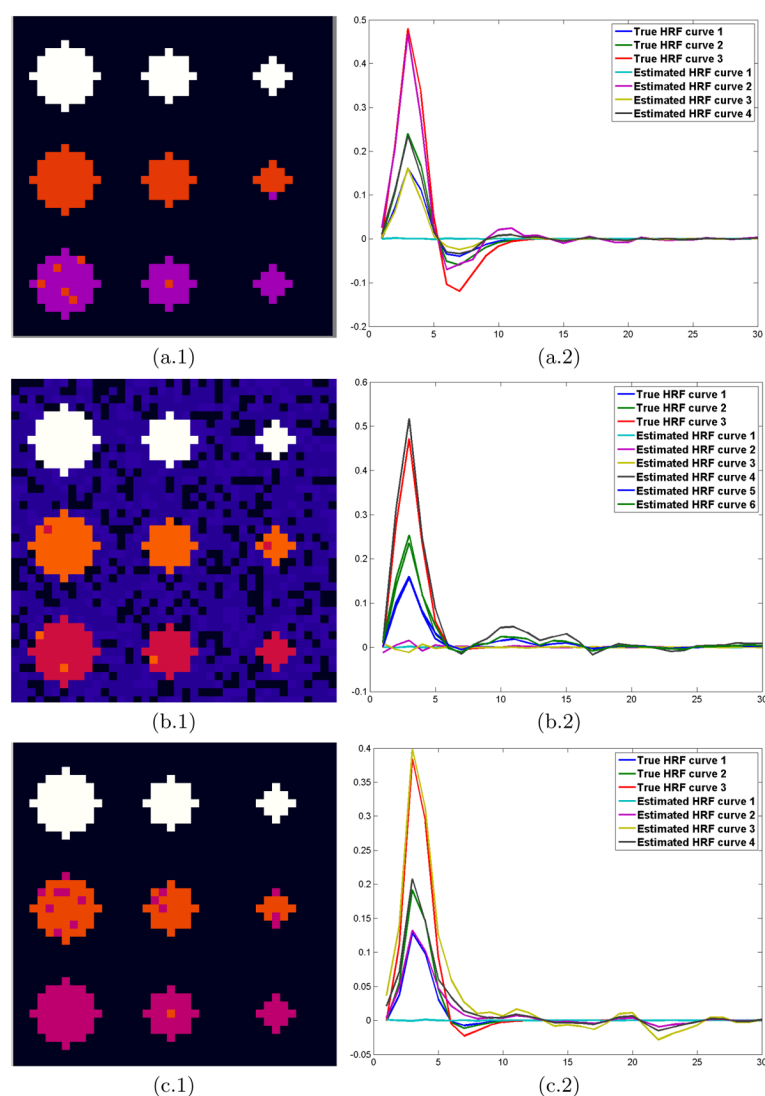 0.5
0.4
0.3
0.2
0.1
0
-0.1
-0.2
0
5
10
15
20
25
30
True HRF curve 1
True HRF curve 2
True HRF curve 3
Estimated HRF curve 1
Estimated HRF curve 2
Estimated HRF curve 3
Estimated HRF curve 4
(a.1)
(a.2)
0.6
0.5
0.4
0.3
0.2
0.1
0
-0.1
0
5
10
15
20
25
30
True HRF curve 1
True HRF curve 2
True HRF curve 3
Estimated HRF curve 1
Estimated HRF curve 2
Estimated HRF curve 3
Estimated HRF curve 4
Estimated HRF curve 5
Estimated HRF curve 6
(b.1)
(b.2)
0.4
0.35
0.3
0.25
0.2
0.15
0.1
0.05
0
-0.05
0
5
10
15
20
25
30
True HRF curve 1
True HRF curve 2
True HRF curve 3
Estimated HRF curve 1
Estimated HRF curve 2
Estimated HRF curve 3
Estimated HRF curve 4
(c.1)
(c.2)